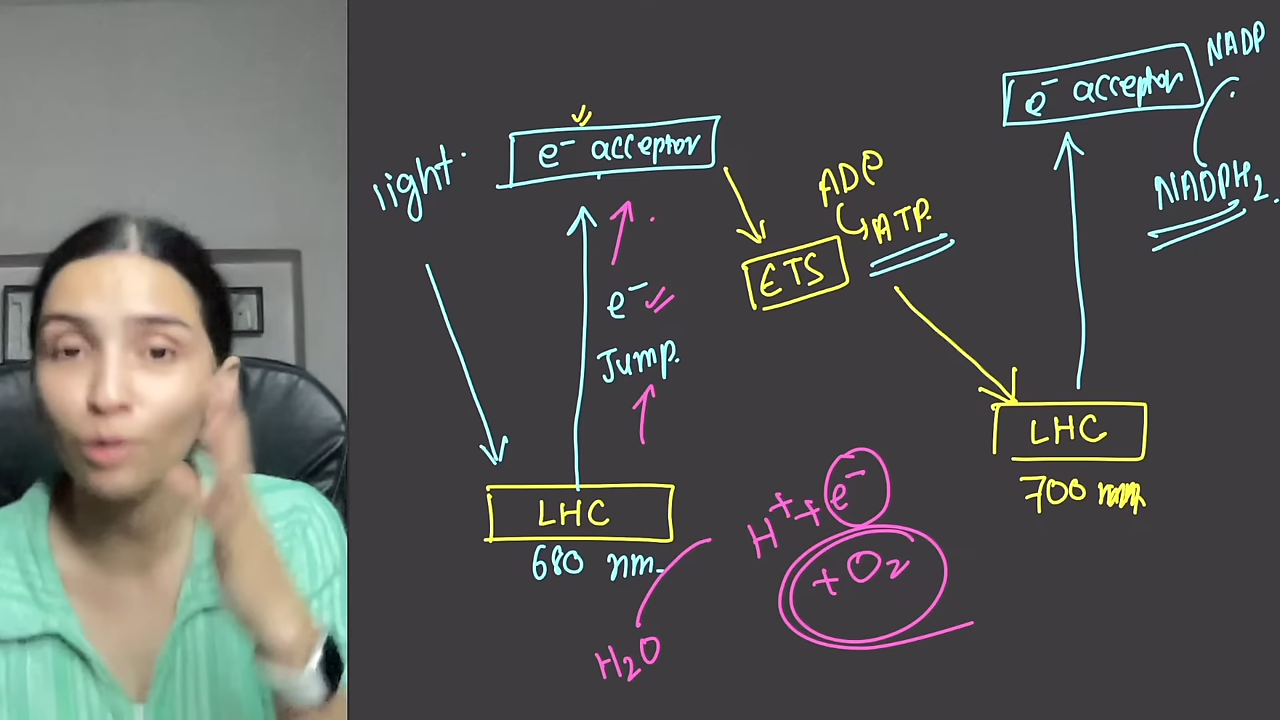 light.
e⁻ acceptor
e⁻
Jump.
LHC
680 nm.
H₂O
H⁺ + e⁻
+ O₂
ETS
ADP
ATP.
LHC
700 nm
e⁻ acceptor
NADP
NADPH₂.